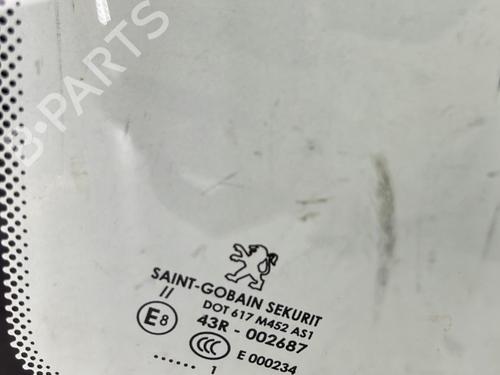 B-PARTS
SAINT-GOBAIN SEKURIT
II
DOT 617 M452 AS1
E8
43R - 002687
CCC
E 000234
...... 1